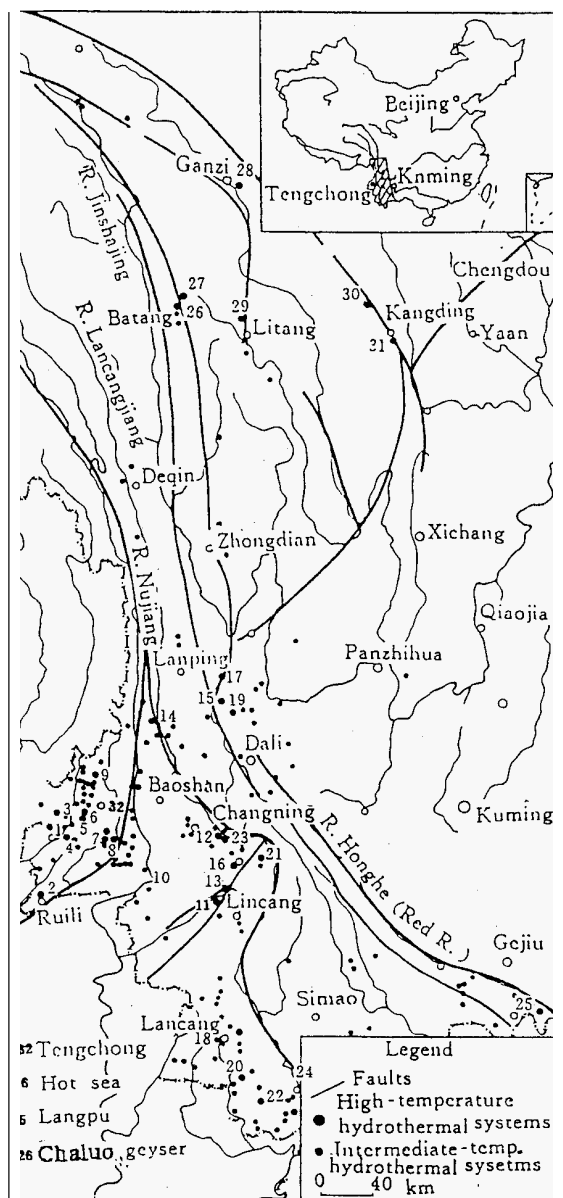 Beijing
Knming
Tengchong
Ganzi 28
R. Jinshajing
Chengdou
27
30
Batang 26
29
Litang
Kangding
21
Yaan
R. Lancangjiang
Deqin
Zhongdian
Xichang
R. Nujiang
Qiaojia
Lanping
Panzhihua
17
15 19
14
Dali
9
Baoshan
32
3
6
1 5
4 7
8
Changning
12 23
Kuming
16 21
R. Honghe (Red R. )
10
2
13
Ruili
11 Lincang
Gejiu
Simao
25
Lancang
18
24
20
22
Tengchong
Hot sea
Langpu
26 Chaluo geyser
Legend
Faults
High-temperature
hydrothermal systems
Intermediate-temp.
hydrothermal sysetms
0 40
km